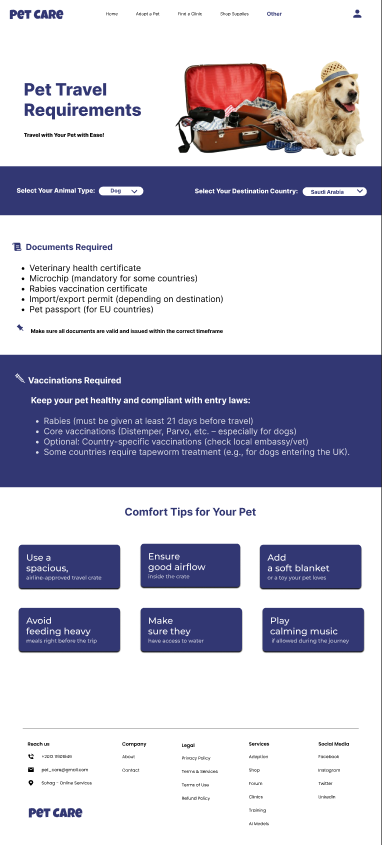 PET CARE
Home Adopt a Pet Find a Clinic Shop Supplies Other
Pet Travel
Requirements
Travel with Your Pet with Ease!
Select Your Animal Type: Dog
Select Your Destination Country: Saudi Arabia
Documents Required
• Veterinary health certificate
• Microchip (mandatory for some countries)
• Rabies vaccination certificate
• Import/export permit (depending on destination)
• Pet passport (for EU countries)
Make sure all documents are valid and issued within the correct timeframe
Vaccinations Required
Keep your pet healthy and compliant with entry laws:
• Rabies (must be given at least 21 days before travel)
• Core vaccinations (Distemper, Parvo, etc. – especially for dogs)
• Optional: Country-specific vaccinations (check local embassy/vet)
• Some countries require tapeworm treatment (e.g., for dogs entering the UK).
Comfort Tips for Your Pet
Use a
spacious,
airline-approved travel crate
Ensure
good airflow
inside the crate
Add
a soft blanket
or a toy your pet loves
Avoid
feeding heavy
meals right before the trip
Make
sure they
have access to water
Play
calming music
if allowed during the journey
Reach us
pet_care@gmail.com
Sohag - Online Services
Company
About
Contact
Legal
Privacy Policy
Terms & Services
Terms of Use
Refund Policy
Services
Adoption
Shop
Forum
Clinics
Training
AI Models
Social Media
Facebook
Instagram
Twitter
LinkedIn
PET CARE